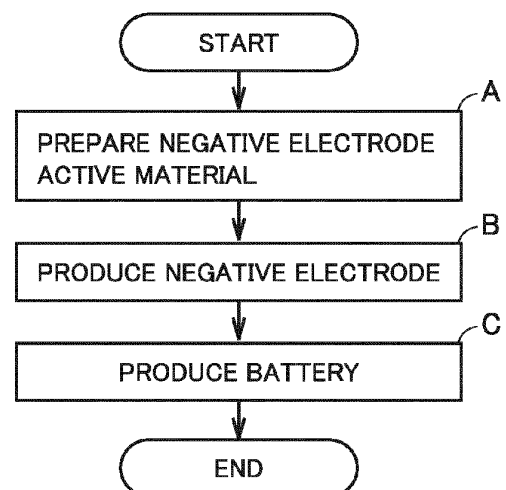 START
A
PREPARE NEGATIVE ELECTRODE
ACTIVE MATERIAL
B
PRODUCE NEGATIVE ELECTRODE
C
PRODUCE BATTERY
END